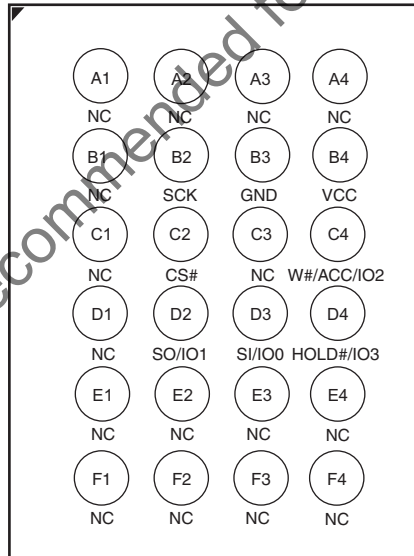 A1 A2 A3 A4
NC NC NC NC
B1 B2 B3 B4
NC SCK GND VCC
C1 C2 C3 C4
NC CS# NC W#/ACC/IO2
D1 D2 D3 D4
NC SO/IO1 SI/IO0 HOLD#/IO3
E1 E2 E3 E4
NC NC NC NC
F1 F2 F3 F4
NC NC NC NC
ecommended fo